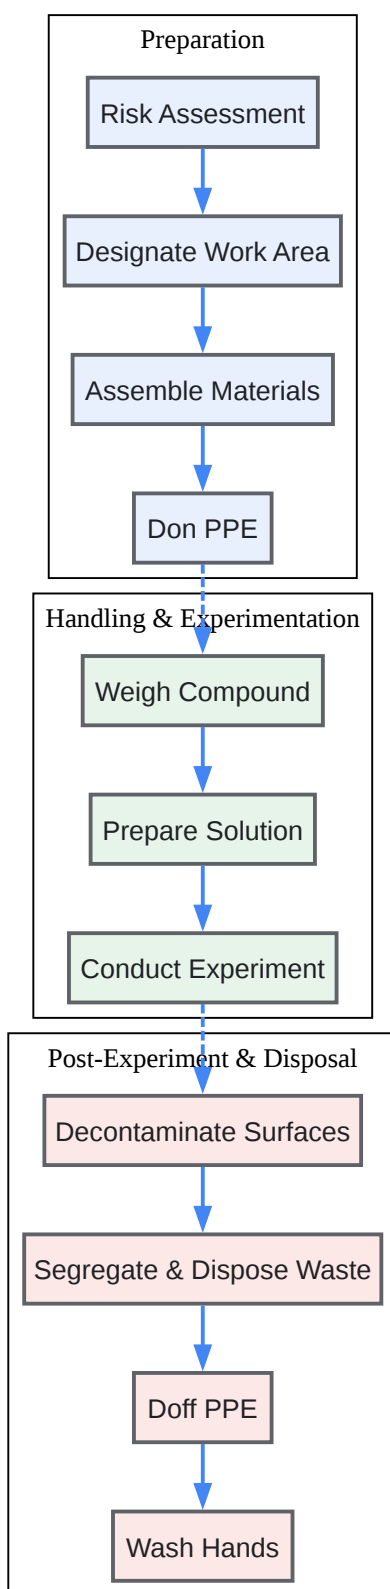 Preparation
Risk Assessment
Designate Work Area
Assemble Materials
Don PPE
Handling & Experimentation
Weigh Compound
Prepare Solution
Conduct Experiment
Post-Experiment & Disposal
Decontaminate Surfaces
Segregate & Dispose Waste
Doff PPE
Wash Hands